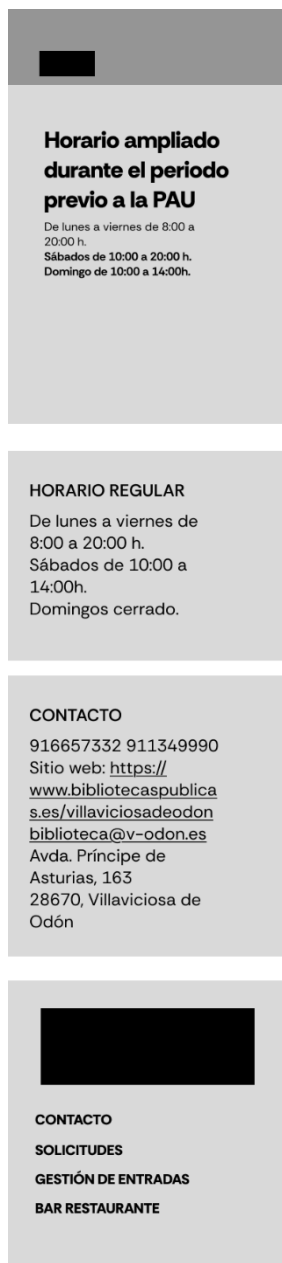 Horario ampliado
durante el periodo
previo a la PAU
De lunes a viernes de 8:00 a
20:00 h.
Sábados de 10:00 a 20:00 h.
Domingo de 10:00 a 14:00h.
HORARIO REGULAR
De lunes a viernes de
8:00 a 20:00 h.
Sábados de 10:00 a
14:00h.
Domingos cerrado.
CONTACTO
916657332 911349990
Sitio web: https://
www.bibliotecaspublica
s.es/villaviciosadeodon
biblioteca@v-odon.es
Avda. Príncipe de
Asturias, 163
28670, Villaviciosa de
Odón
CONTACTO
SOLICITUDES
GESTIÓN DE ENTRADAS
BAR RESTAURANTE